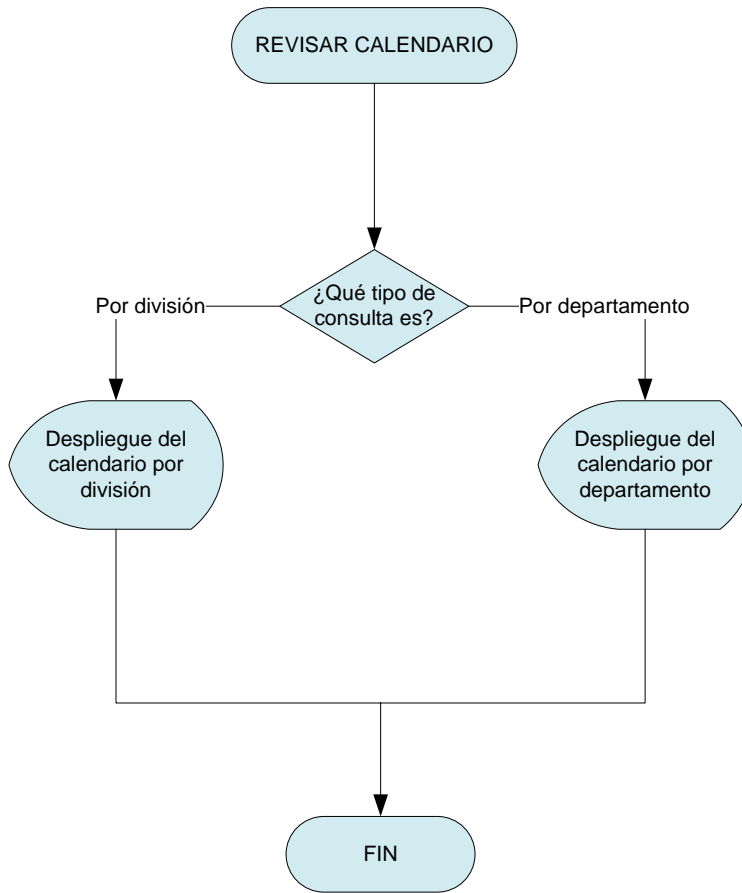 REVISAR CALENDARIO
¿Qué tipo de
consulta es?
Por división
Por departamento
Despliegue del
calendario por
división
Despliegue del
calendario por
departamento
FIN